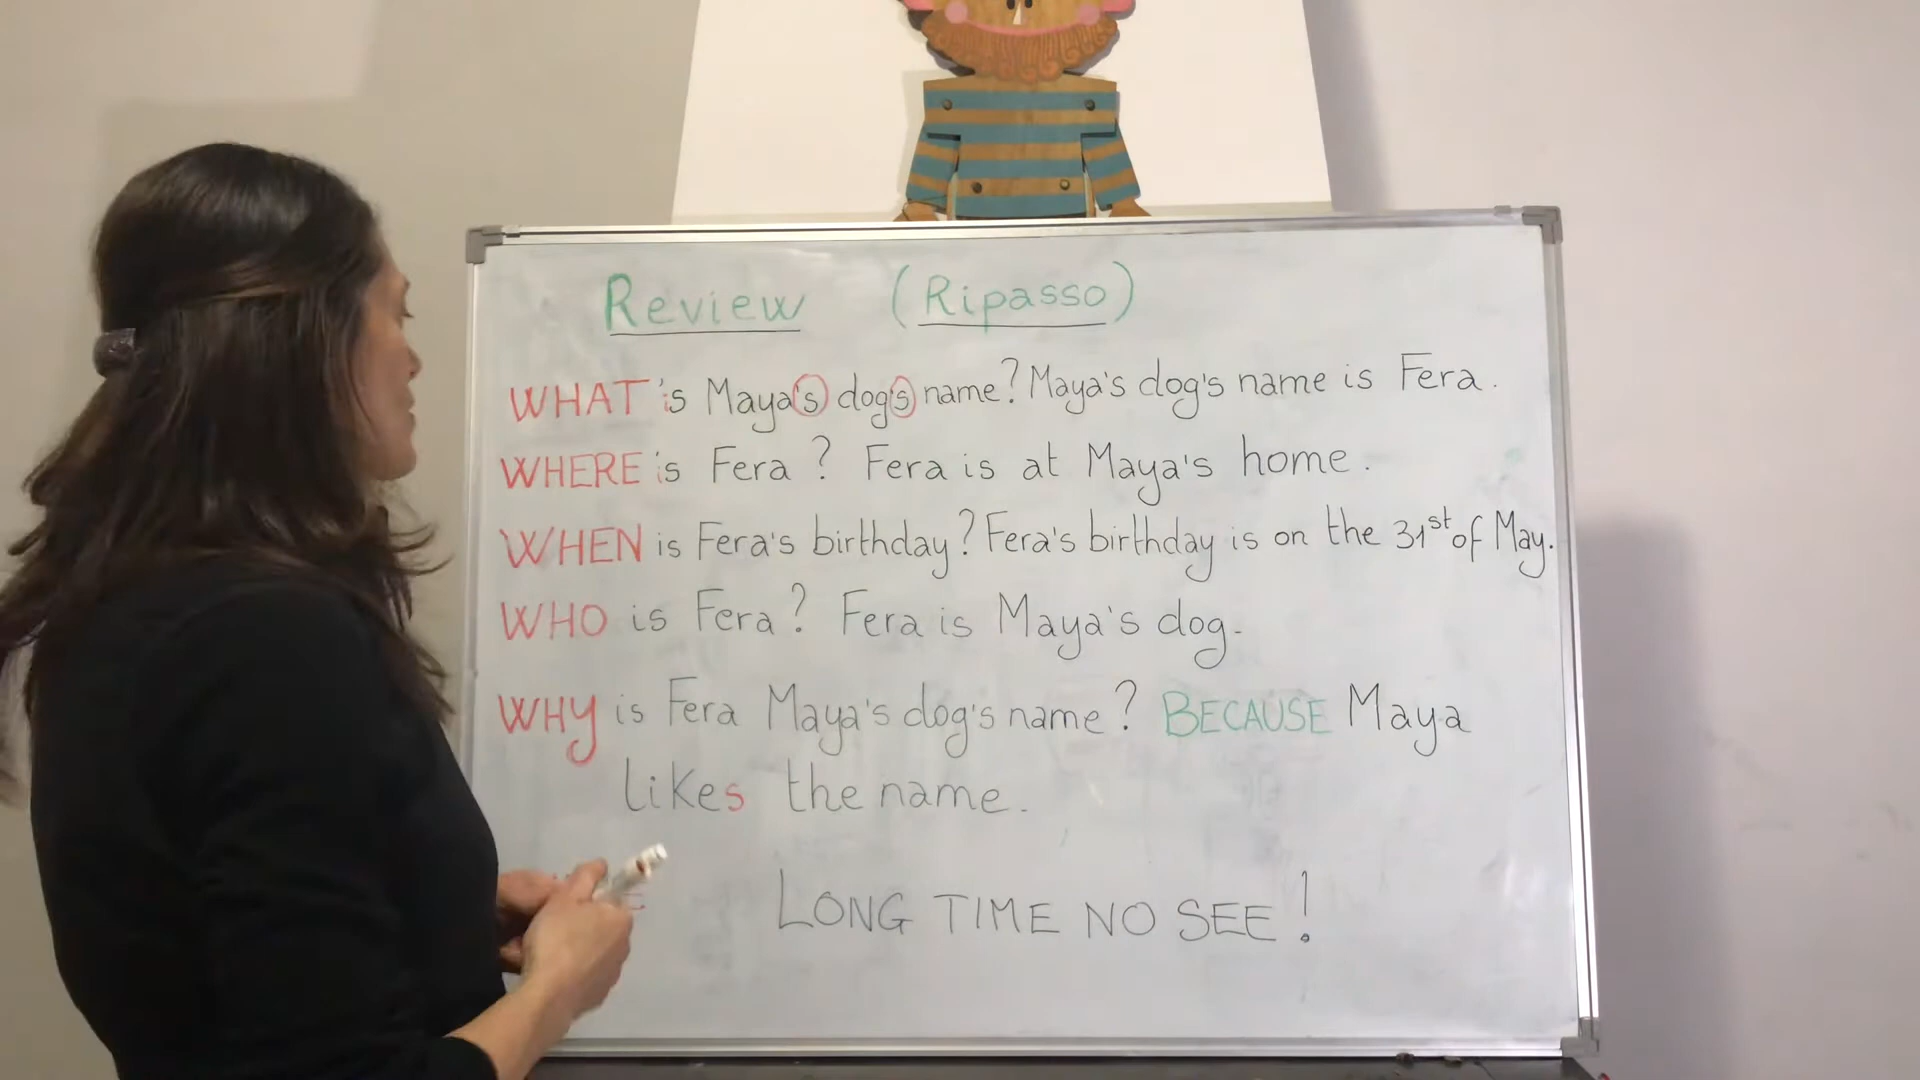 Review (Ripasso)
WHAT is Maya's dog's name? Maya's dog's name is Fera.
WHERE is Fera? Fera is at Maya's home.
WHEN is Fera's birthday? Fera's birthday is on the 31st of May.
WHO is Fera? Fera is Maya's dog.
WHY is Fera Maya's dog's name? BECAUSE Maya
likes the name.
LONG TIME NO SEE!